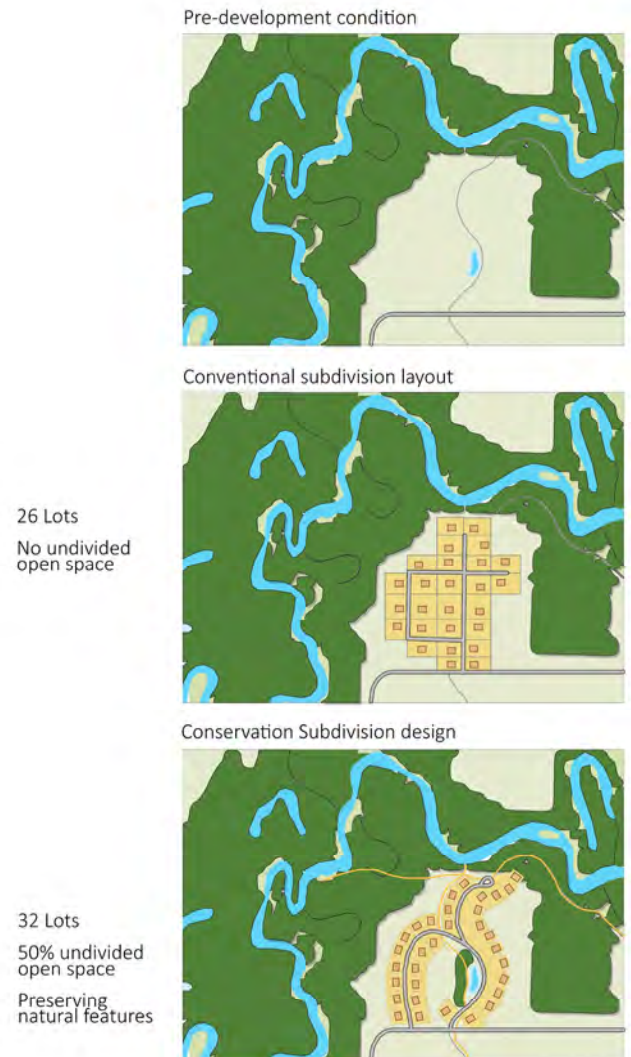 Pre-development condition
Conventional subdivision layout
26 Lots
No undivided
open space
Conservation Subdivision design
32 Lots
50% undivided
open space
Preserving
natural features